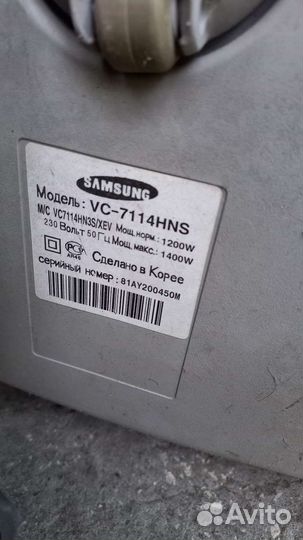 SAMSUNG
Модель: VC-7114HNS
M/C VC7114HN3S/XEV Мощ.норм.: 1200W
230 Вольт 50 Гц Мощ.макс.: 1400W
Сделано в Корее
серийный номер: 81AY200450M
Avito